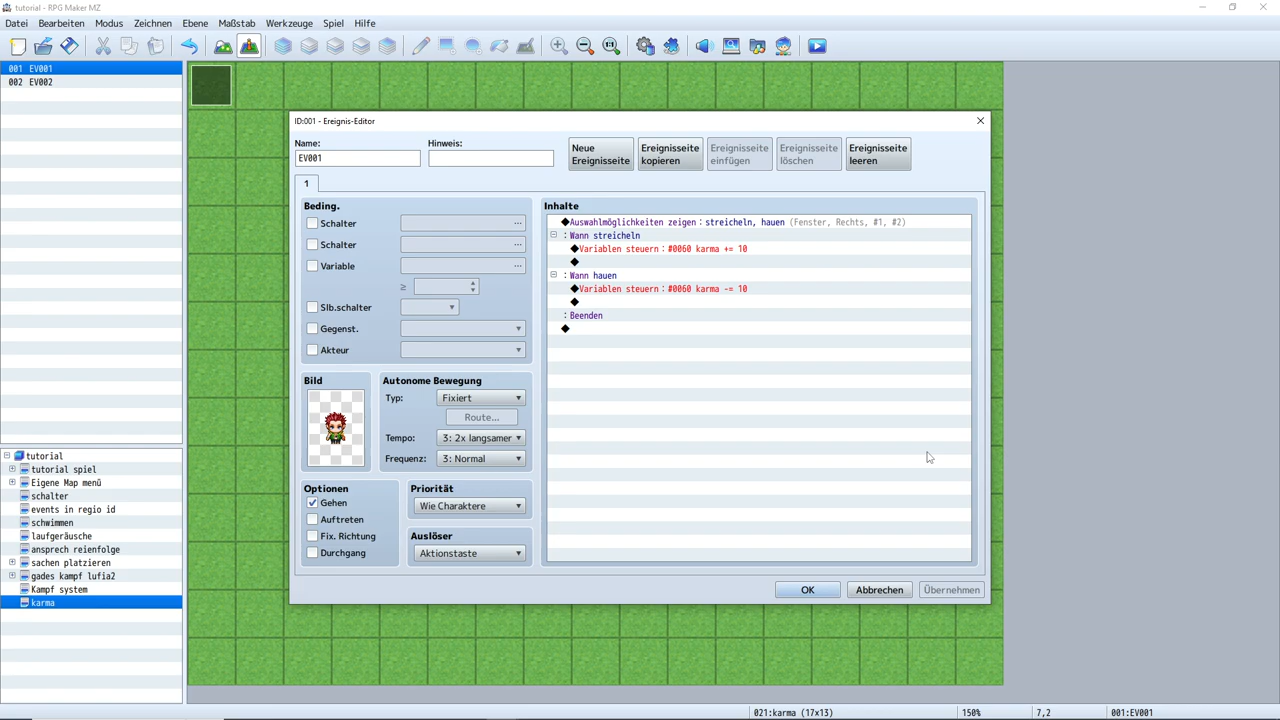 tutorial - RPG Maker MZ
Datei Bearbeiten Modus Zeichnen Ebene Maßstab Werkzeuge Spiel Hilfe
001 EV001
002 EV002
ID:001 - Ereignis-Editor
Name:
EV001
Hinweis:
Neue Ereignisseite
Ereignisseite kopieren
Ereignisseite einfügen
Ereignisseite löschen
Ereignisseite leeren
1
Beding.
Schalter
Schalter
Variable
≥
Slb.schalter
Gegenst.
Akteur
Bild
Autonome Bewegung
Typ: Fixiert
Route...
Tempo: 3: 2x langsamer
Frequenz: 3: Normal
Optionen
Gehen
Auftreten
Fix. Richtung
Durchgang
Priorität
Wie Charaktere
Auslöser
Aktionstaste
Inhalte
◆Auswahlmöglichkeiten zeigen：streicheln, hauen (Fenster, Rechts, #1, #2)
：Wann streicheln
◆Variablen steuern：#0060 karma += 10
◆
：Wann hauen
◆Variablen steuern：#0060 karma -= 10
◆
：Beenden
◆
OK Abbrechen Übernehmen
tutorial
tutorial spiel
Eigene Map menü
schalter
events in regio id
schwimmen
laufgeräusche
ansprech reienfolge
sachen platzieren
gades kampf lufia2
Kampf system
karma
021:karma (17x13) 150% 7,2 001:EV001